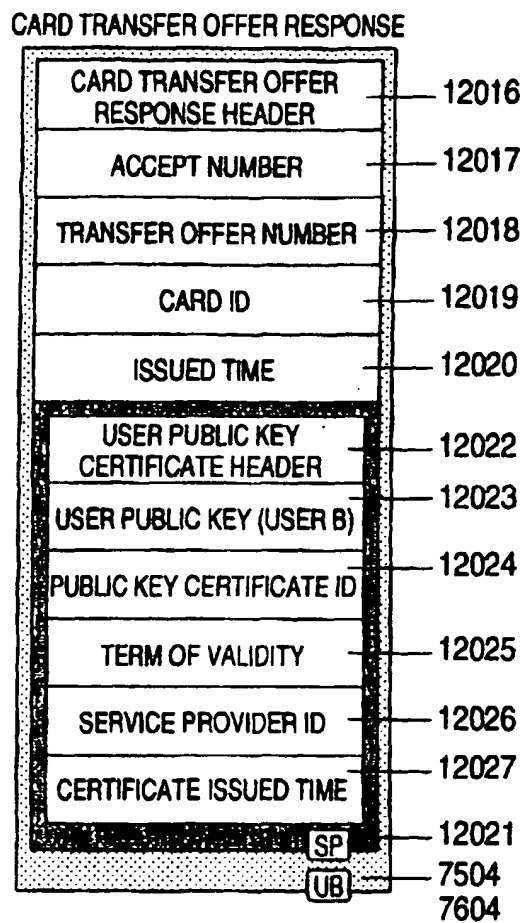 CARD TRANSFER OFFER RESPONSE
CARD TRANSFER OFFER
RESPONSE HEADER
12016
ACCEPT NUMBER
12017
TRANSFER OFFER NUMBER
12018
CARD ID
12019
ISSUED TIME
12020
USER PUBLIC KEY
CERTIFICATE HEADER
12022
USER PUBLIC KEY (USER B)
12023
PUBLIC KEY CERTIFICATE ID
12024
TERM OF VALIDITY
12025
SERVICE PROVIDER ID
12026
CERTIFICATE ISSUED TIME
12027
SP
12021
UB
7504
7604